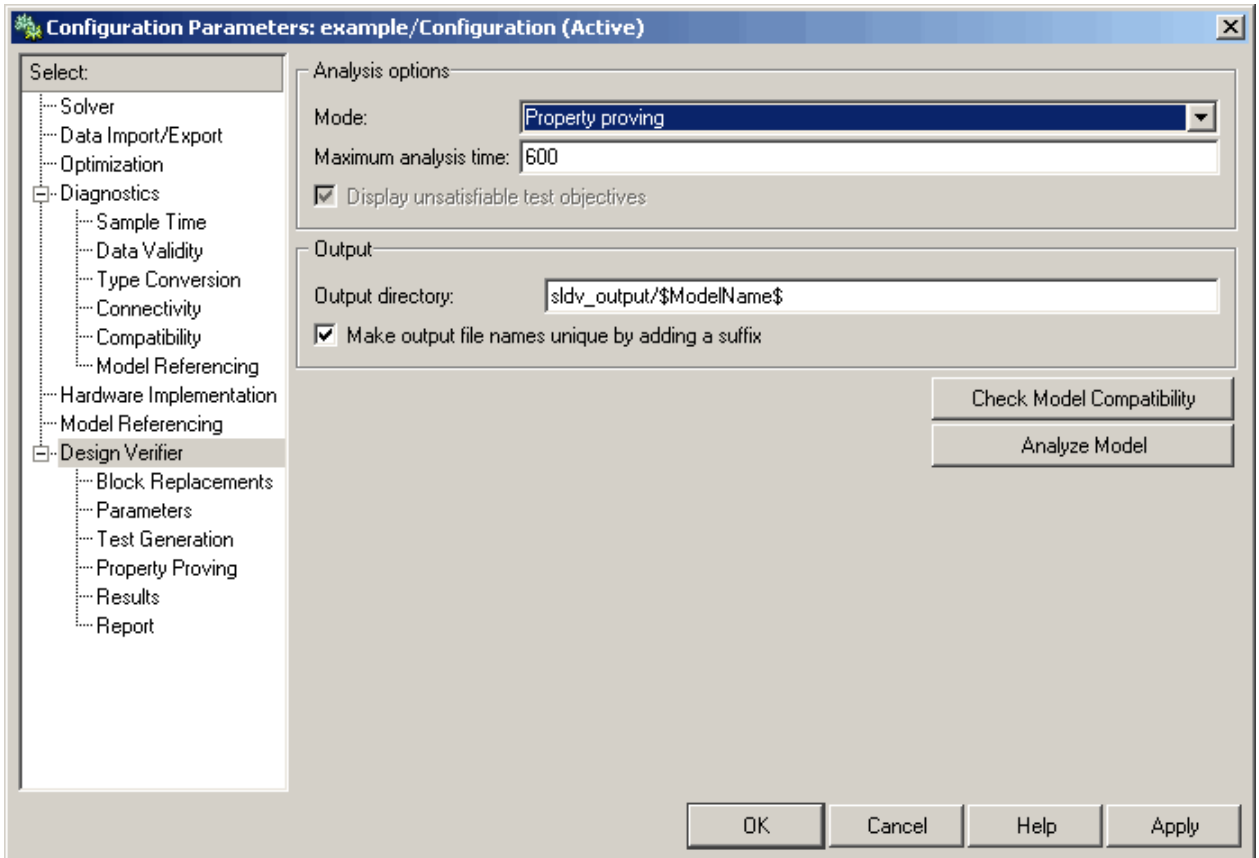 Configuration Parameters: example/Configuration (Active)
Select:
Solver
Data Import/Export
Optimization
Diagnostics
Sample Time
Data Validity
Type Conversion
Connectivity
Compatibility
Model Referencing
Hardware Implementation
Model Referencing
Design Verifier
Block Replacements
Parameters
Test Generation
Property Proving
Results
Report
Analysis options
Mode: Property proving
Maximum analysis time: 600
Display unsatisfiable test objectives
Output
Output directory: sldv_output/$ModelName$
Make output file names unique by adding a suffix
Check Model Compatibility
Analyze Model
OK Cancel Help Apply